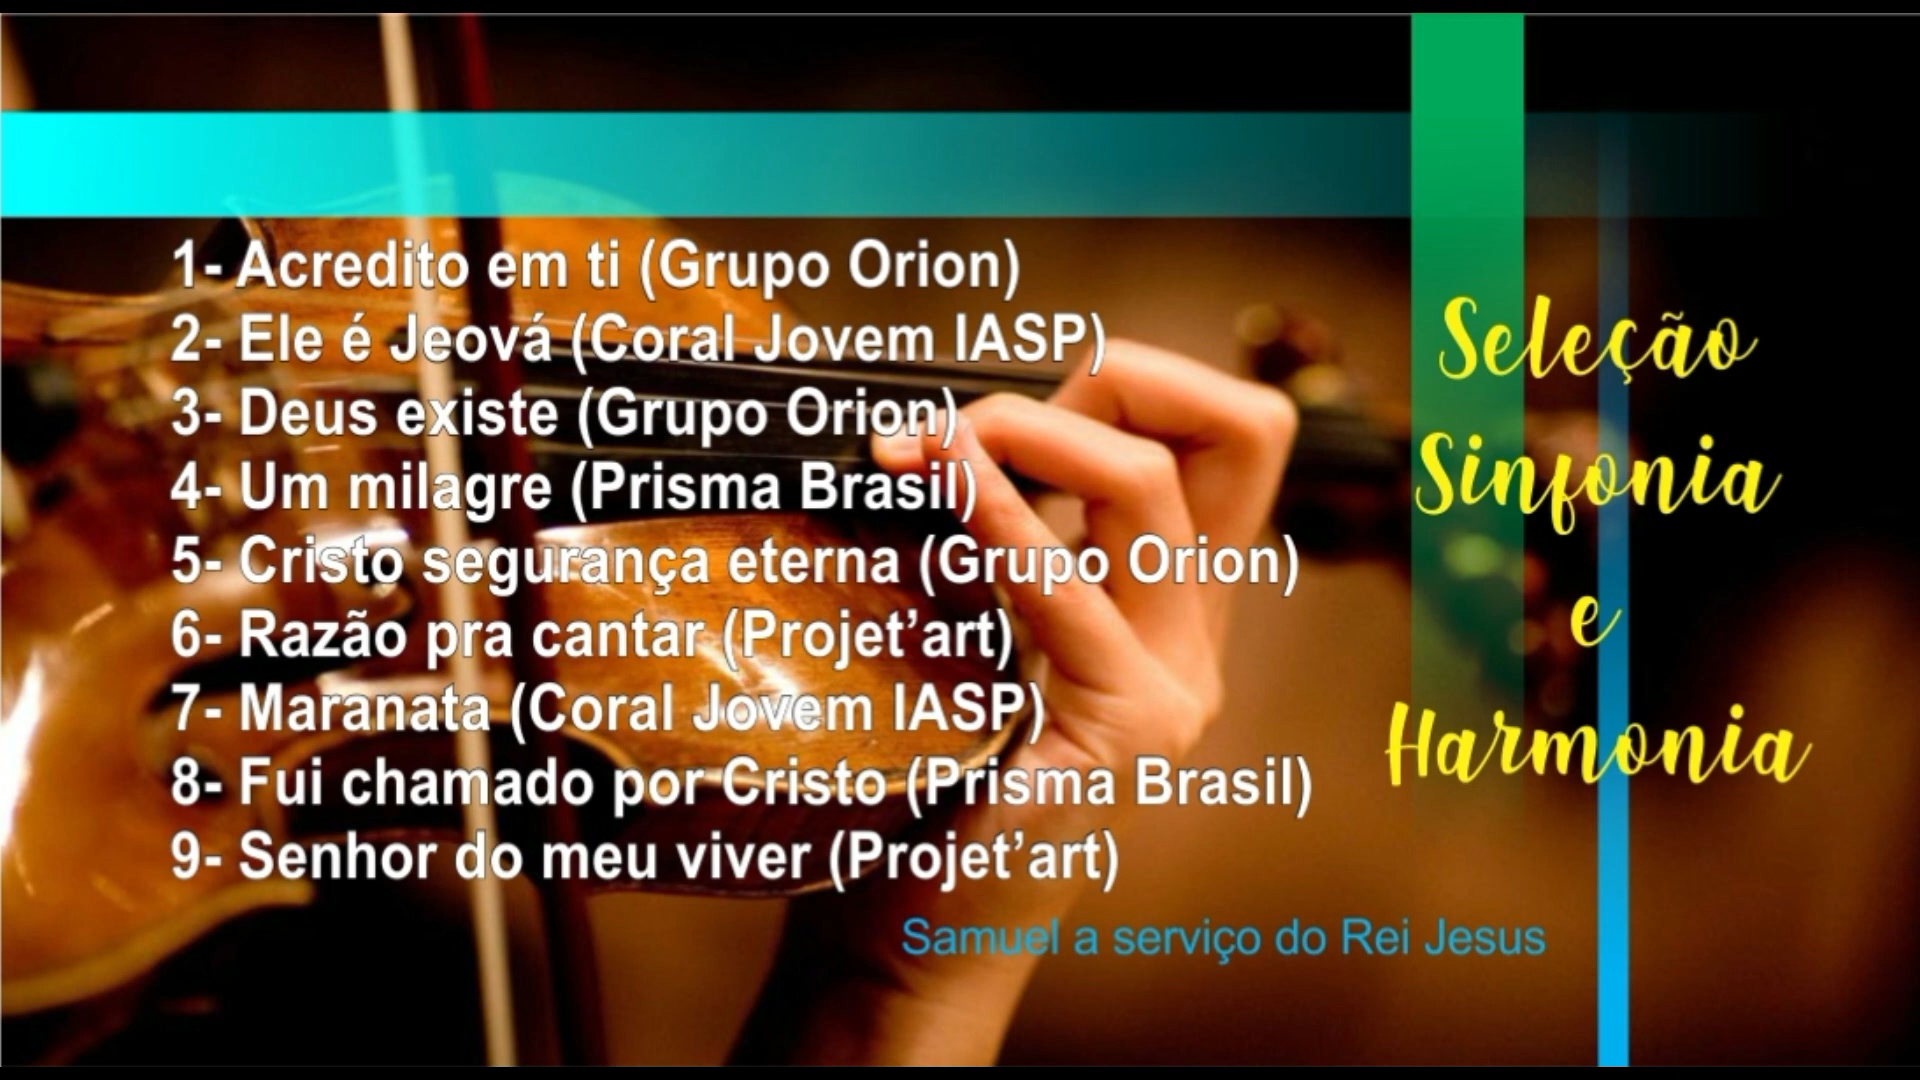 1- Acredito em ti (Grupo Orion)
2- Ele é Jeová (Coral Jovem IASP)
3- Deus existe (Grupo Orion)
4- Um milagre (Prisma Brasil)
5- Cristo segurança eterna (Grupo Orion)
6- Razão pra cantar (Projet’art)
7- Maranata (Coral Jovem IASP)
8- Fui chamado por Cristo (Prisma Brasil)
9- Senhor do meu viver (Projet’art)
Samuel a serviço do Rei Jesus
Seleção
Sinfonia
e
Harmonia